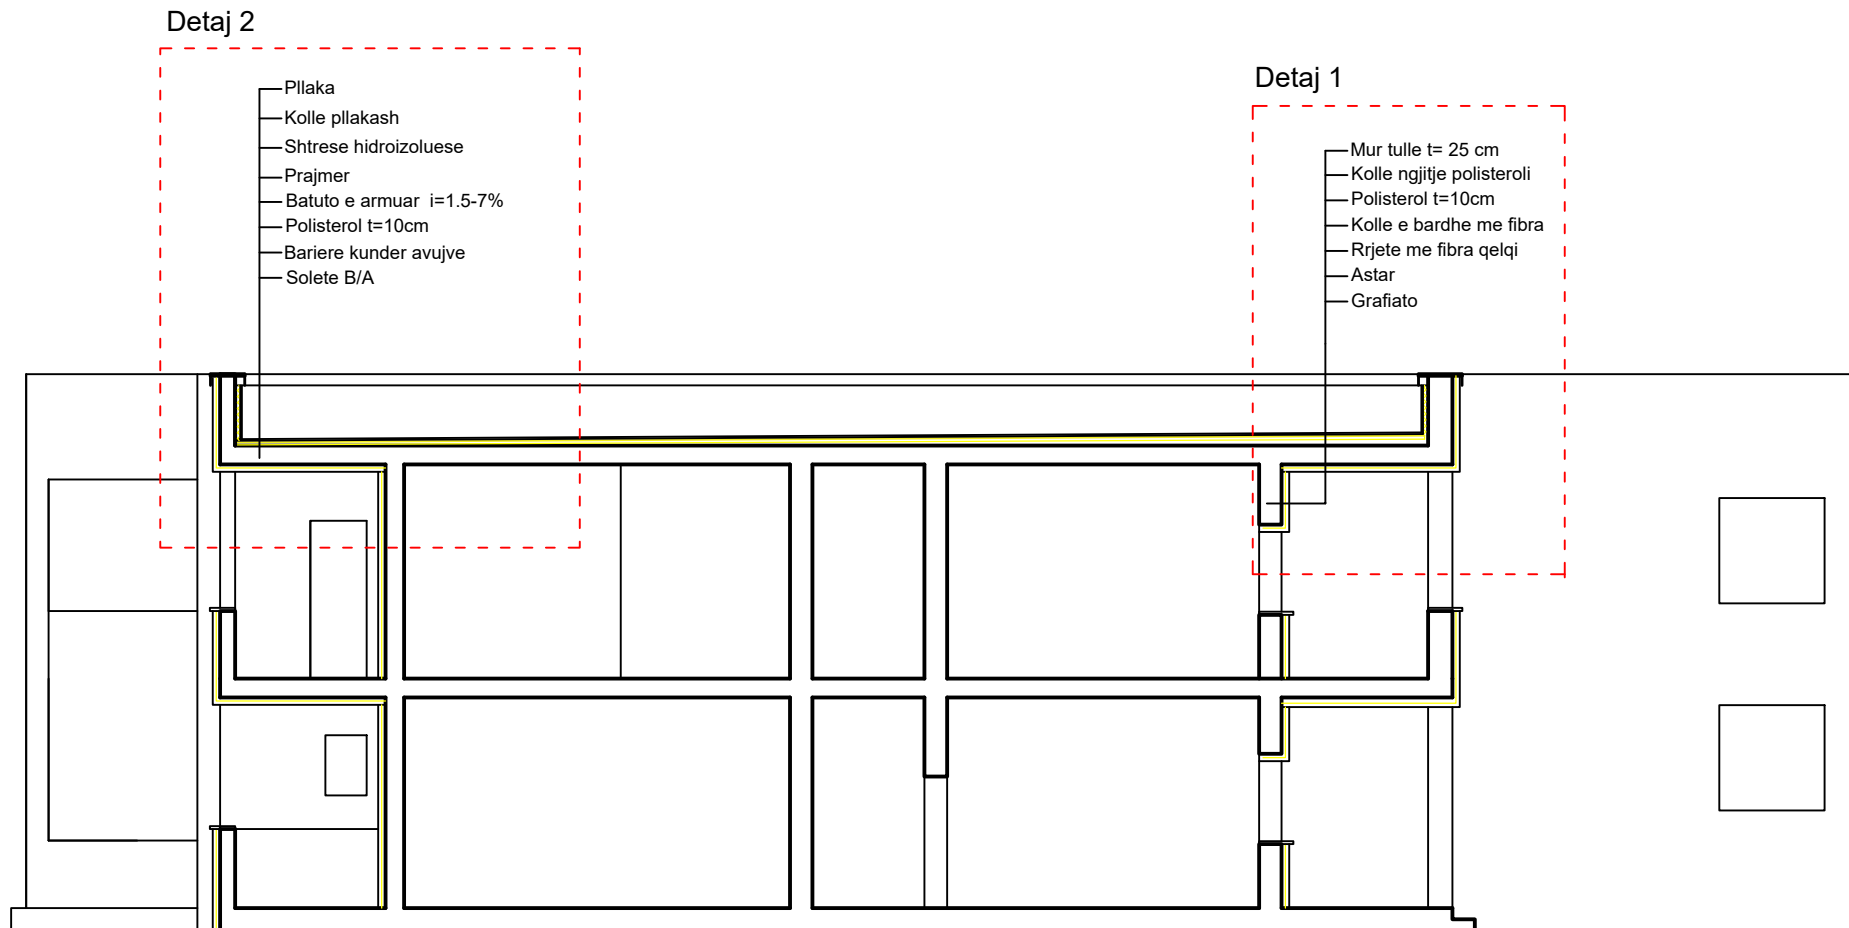 Detaj 2
Pllaka
Kolle pllakash
Shtrese hidroizoluese
Prajmer
Batuto e armuar  i=1.5-7%
Polisterol t=10cm
Bariere kunder avujve
Solete B/A
Detaj 1
Mur tulle t= 25 cm
Kolle ngjitje polisteroli
Polisterol t=10cm
Kolle e bardhe me fibra
Rrjete me fibra qelqi
Astar
Grafiato